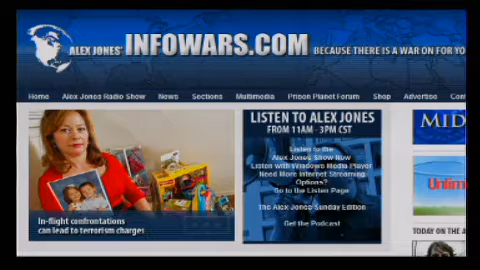 ALEX JONES' INFOWARS.COM BECAUSE THERE IS A WAR ON FOR YO
Home Alex Jones Radio Show News Sections Multimedia Prison Planet Forum Shop Advertise Con
In-flight confrontations
can lead to terrorism charges
LISTEN TO ALEX JONES
FROM 11AM - 3PM CST
Listen to the
Alex Jones Show Now
Listen with Windows Media Player
Need More Internet Streaming
Options?
Go to the Listen Page
The Alex Jones Sunday Edition
Get the Podcast
MID
Unlim
TODAY ON THE A